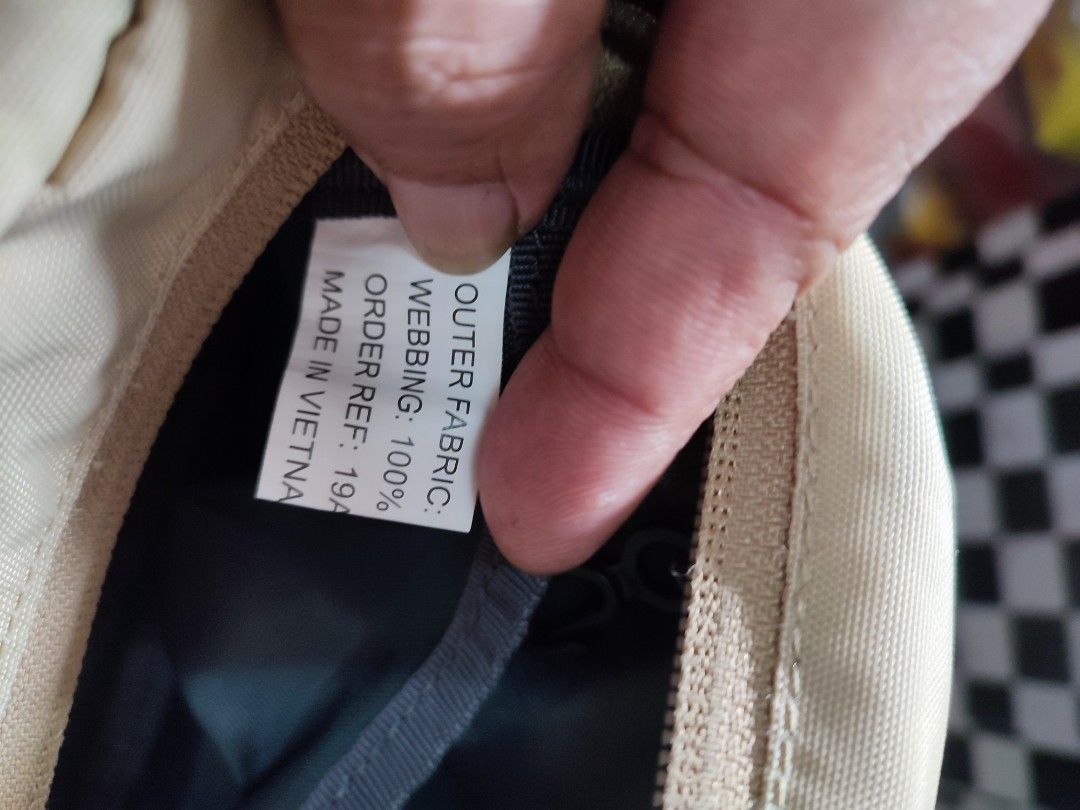 OUTER FABRIC:
WEBBING: 100%
ORDER REF: 19A
MADE IN VIETNA